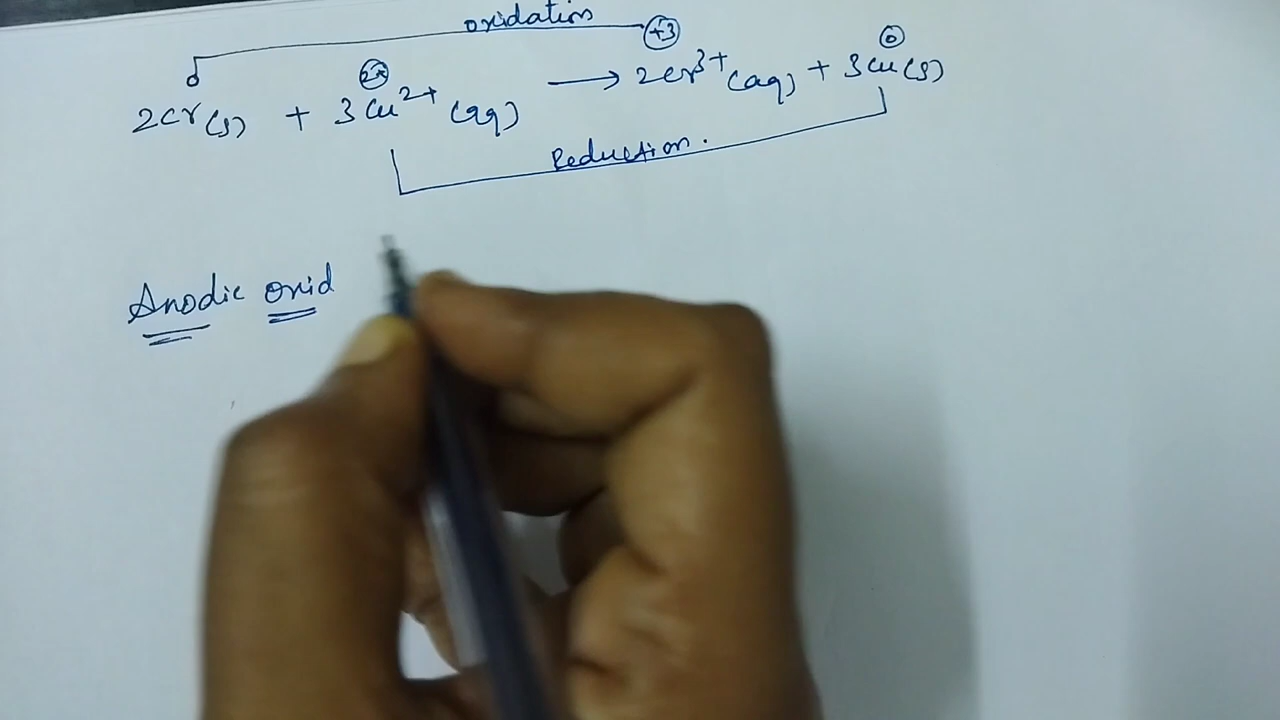 oxidation
+3 0
0 2+
2Cr(s) + 3Cu2+ (aq) → 2Cr3+ (aq) + 3Cu(s)
Reduction.
Anodic oxid